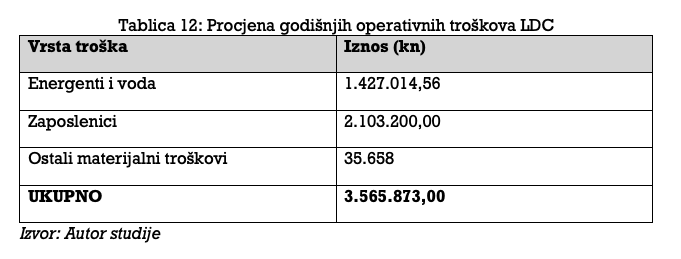 Tablica 12: Procjena godišnjih operativnih troškova LDC
Vrsta troška Iznos (kn)
Energenti i voda 1.427.014,56
Zaposlenici 2.103.200,00
Ostali materijalni troškovi 35.658
UKUPNO 3.565.873,00
Izvor: Autor studije